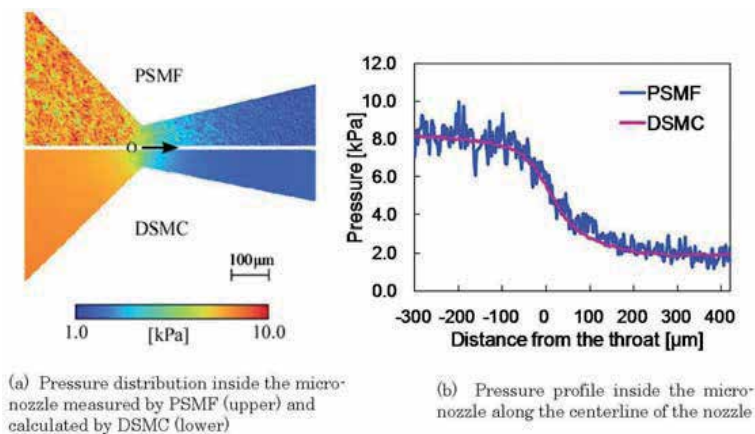 PSMF
O
DSMC
100μm
1.0
[kPa]
10.0
(a) Pressure distribution inside the micro-
nozzle measured by PSMF (upper) and
calculated by DSMC (lower)
12.0
10.0
8.0
6.0
4.0
2.0
0.0
Pressure [kPa]
PSMF
DSMC
-300 -200 -100 0 100 200 300 400
Distance from the throat [μm]
(b) Pressure profile inside the micro-
nozzle along the centerline of the nozzle